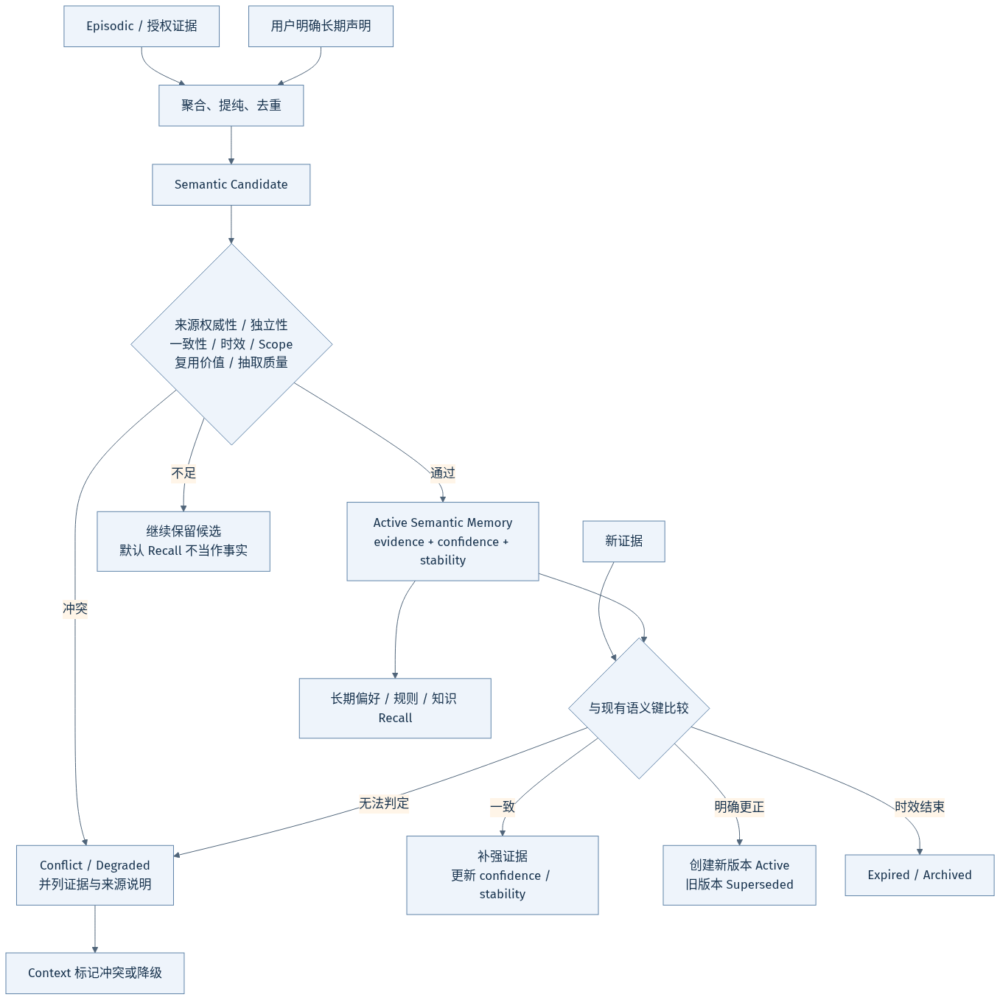 Episodic / 授权证据
用户明确长期声明
聚合、提纯、去重
Semantic Candidate
来源权威性 / 独立性
一致性 / 时效 / Scope
复用价值 / 抽取质量
不足
通过
继续保留候选
默认 Recall 不当作事实
Active Semantic Memory
evidence + confidence +
stability
新证据
冲突
长期偏好 / 规则 / 知识
Recall
与现有语义键比较
无法判定
一致
明确更正
时效结束
Conflict / Degraded
并列证据与来源说明
补强证据
更新 confidence /
stability
创建新版本 Active
旧版本 Superseded
Expired / Archived
Context 标记冲突或降级